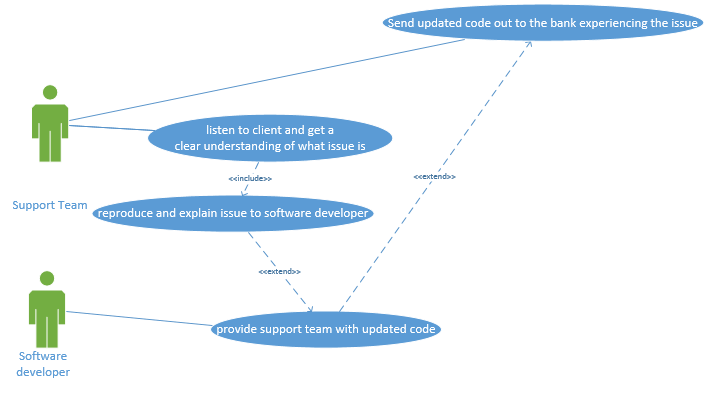 Send updated code out to the bank experiencing the issue
listen to client and get a
clear understanding of what issue is
<<include>>
<<extend>>
Support Team
reproduce and explain issue to software developer
<<extend>>
provide support team with updated code
Software
developer